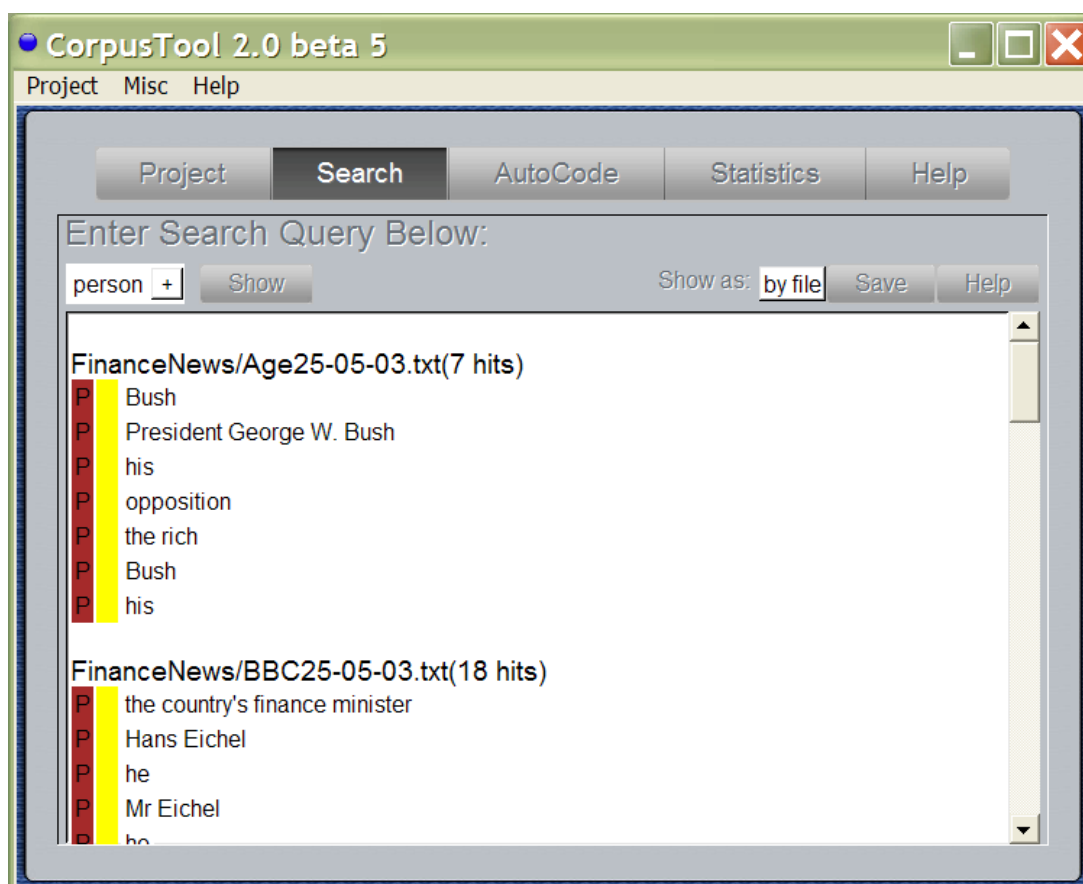 CorpusTool 2.0 beta 5
Project Misc Help
Project Search AutoCode Statistics Help
Enter Search Query Below:
person + Show Show as: by file Save Help
FinanceNews/Age25-05-03.txt(7 hits)
P Bush
P President George W. Bush
P his
P opposition
P the rich
P Bush
P his
FinanceNews/BBC25-05-03.txt(18 hits)
P the country's finance minister
P Hans Eichel
P he
P Mr Eichel
P he